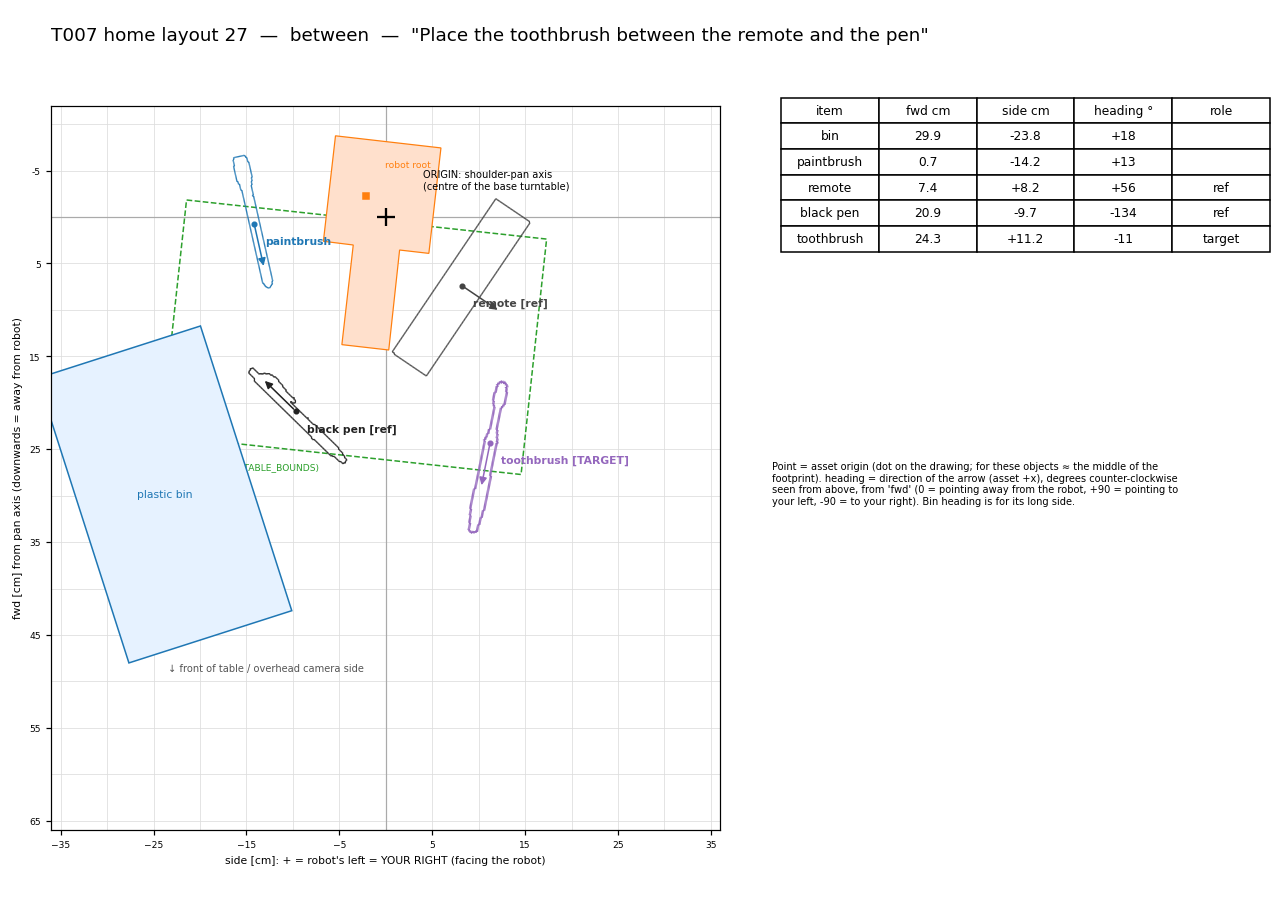 T007 home layout 27 — between — "Place the toothbrush between the remote and the pen"
item fwd cm side cm heading ° role
bin 29.9 -23.8 +18
paintbrush 0.7 -14.2 +13
remote 7.4 +8.2 +56 ref
black pen 20.9 -9.7 -134 ref
toothbrush 24.3 +11.2 -11 target
robot root
ORIGIN: shoulder-pan axis
(centre of the base turntable)
paintbrush
remote [ref]
black pen [ref]
toothbrush [TARGET]
TABLE_BOUNDS)
plastic bin
↓ front of table / overhead camera side
Point = asset origin (dot on the drawing; for these objects ≈ the middle of the
footprint). heading = direction of the arrow (asset +x), degrees counter-clockwise
seen from above, from 'fwd' (0 = pointing away from the robot, +90 = pointing to
your left, -90 = to your right). Bin heading is for its long side.
fwd [cm] from pan axis (downwards = away from robot)
-5
5
15
25
35
45
55
65
−35 −25 −15 −5 5 15 25 35
side [cm]: + = robot's left = YOUR RIGHT (facing the robot)